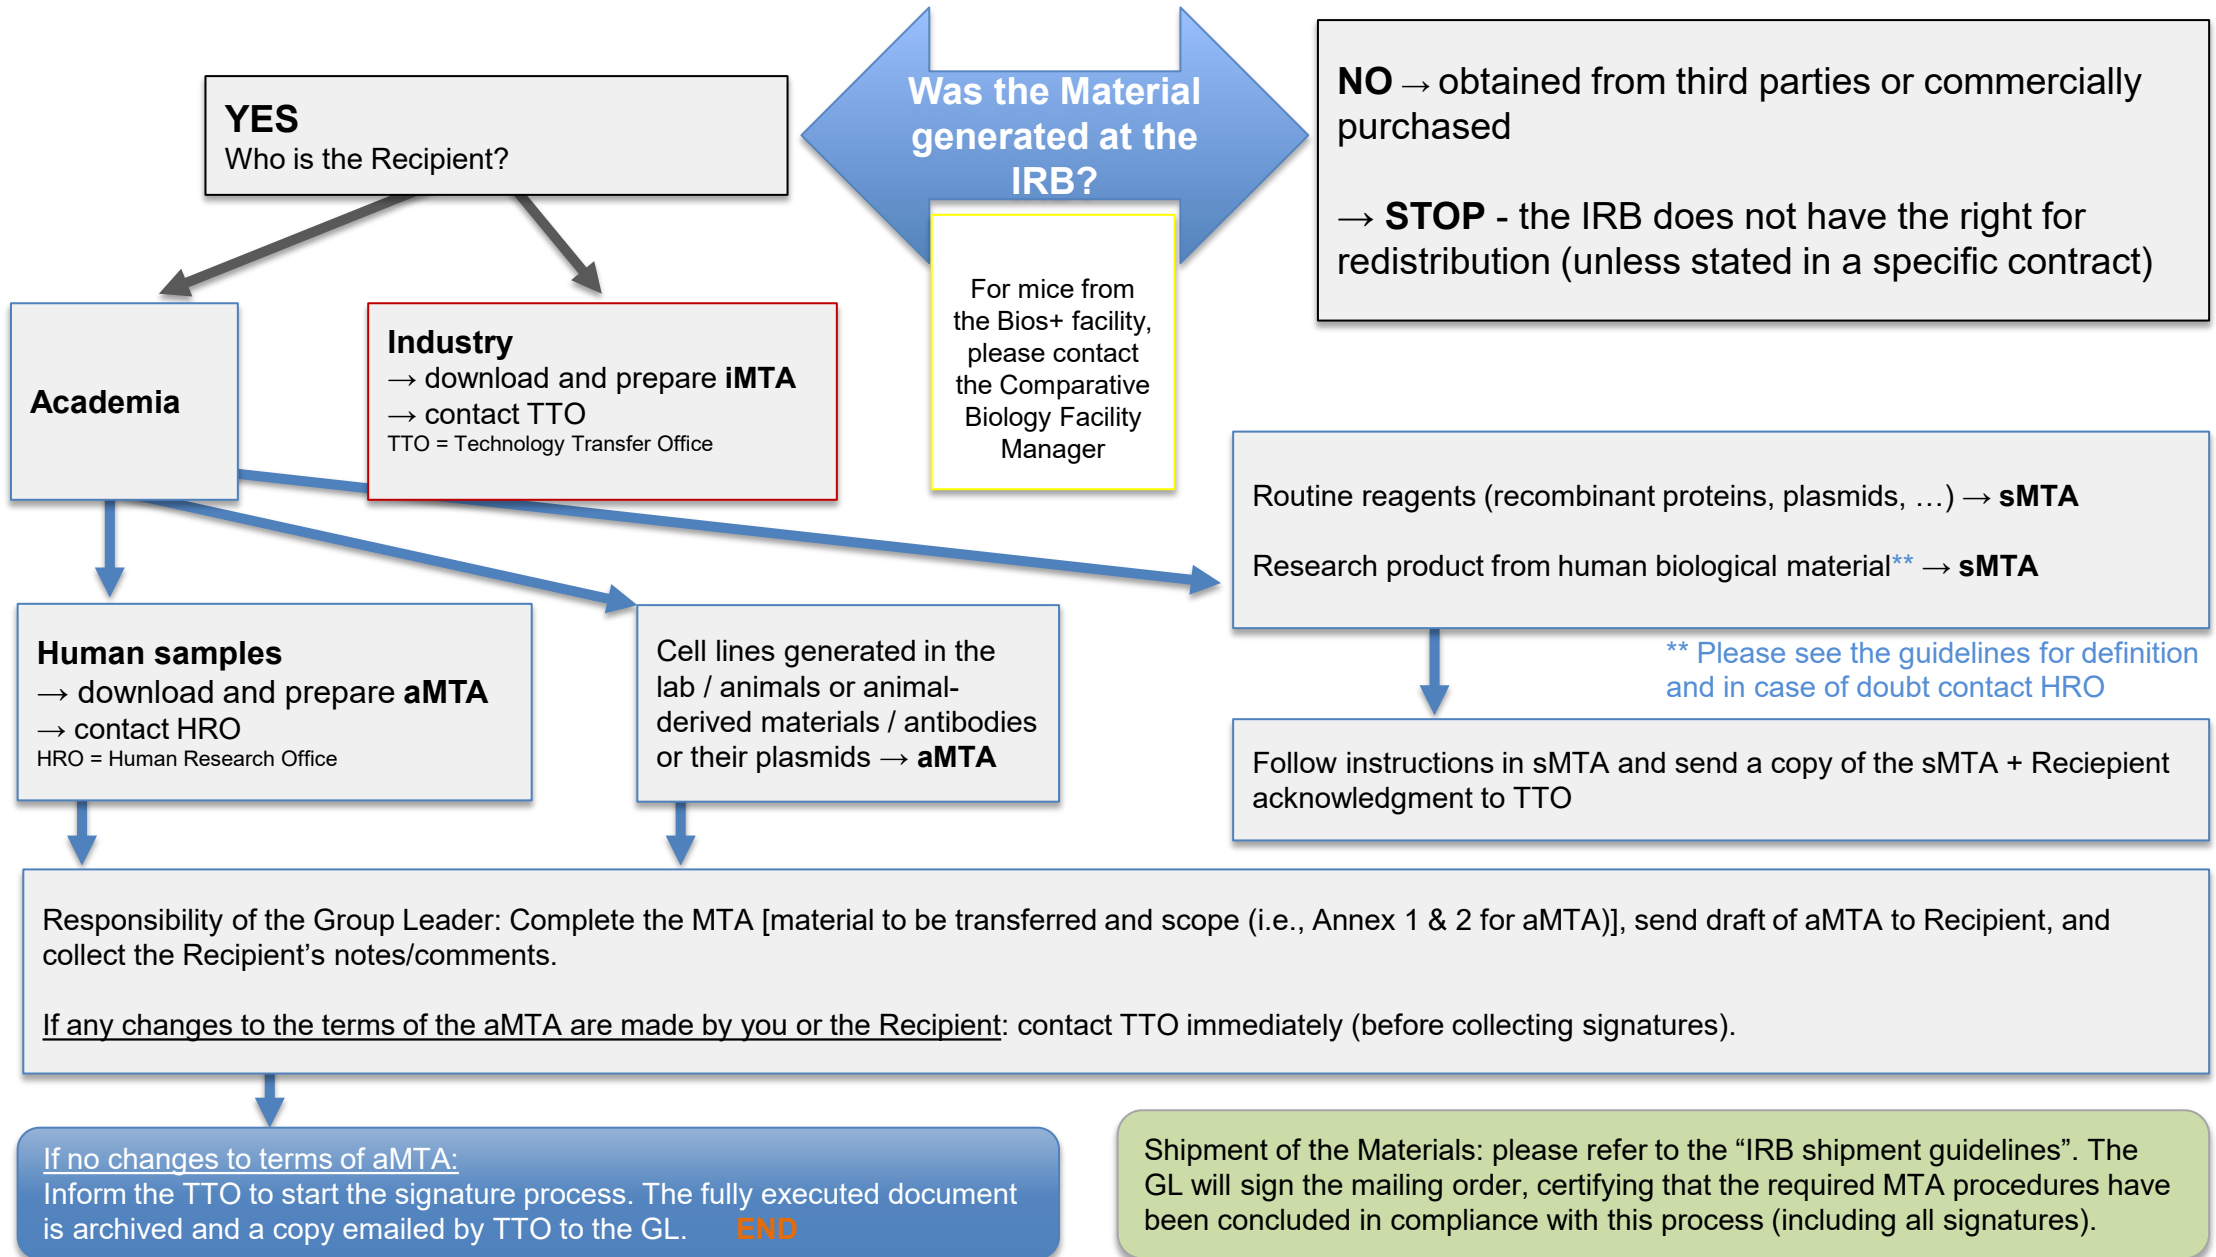 YES
Who is the Recipient?
Was the Material
generated at the
IRB?
NO → obtained from third parties or commercially
purchased
→ STOP - the IRB does not have the right for
redistribution (unless stated in a specific contract)
For mice from
the Bios+ facility,
please contact
the Comparative
Biology Facility
Manager
Academia
Industry
→ download and prepare iMTA
→ contact TTO
TTO = Technology Transfer Office
Routine reagents (recombinant proteins, plasmids, …) → sMTA
Research product from human biological material** → sMTA
** Please see the guidelines for definition
and in case of doubt contact HRO
Human samples
→ download and prepare aMTA
→ contact HRO
HRO = Human Research Office
Cell lines generated in the
lab / animals or animal-
derived materials / antibodies
or their plasmids → aMTA
Follow instructions in sMTA and send a copy of the sMTA + Reciepient
acknowledgment to TTO
Responsibility of the Group Leader: Complete the MTA [material to be transferred and scope (i.e., Annex 1 & 2 for aMTA)], send draft of aMTA to Recipient, and
collect the Recipient’s notes/comments.
If any changes to the terms of the aMTA are made by you or the Recipient: contact TTO immediately (before collecting signatures).
If no changes to terms of aMTA:
Inform the TTO to start the signature process. The fully executed document
is archived and a copy emailed by TTO to the GL. END
Shipment of the Materials: please refer to the “IRB shipment guidelines”. The
GL will sign the mailing order, certifying that the required MTA procedures have
been concluded in compliance with this process (including all signatures).